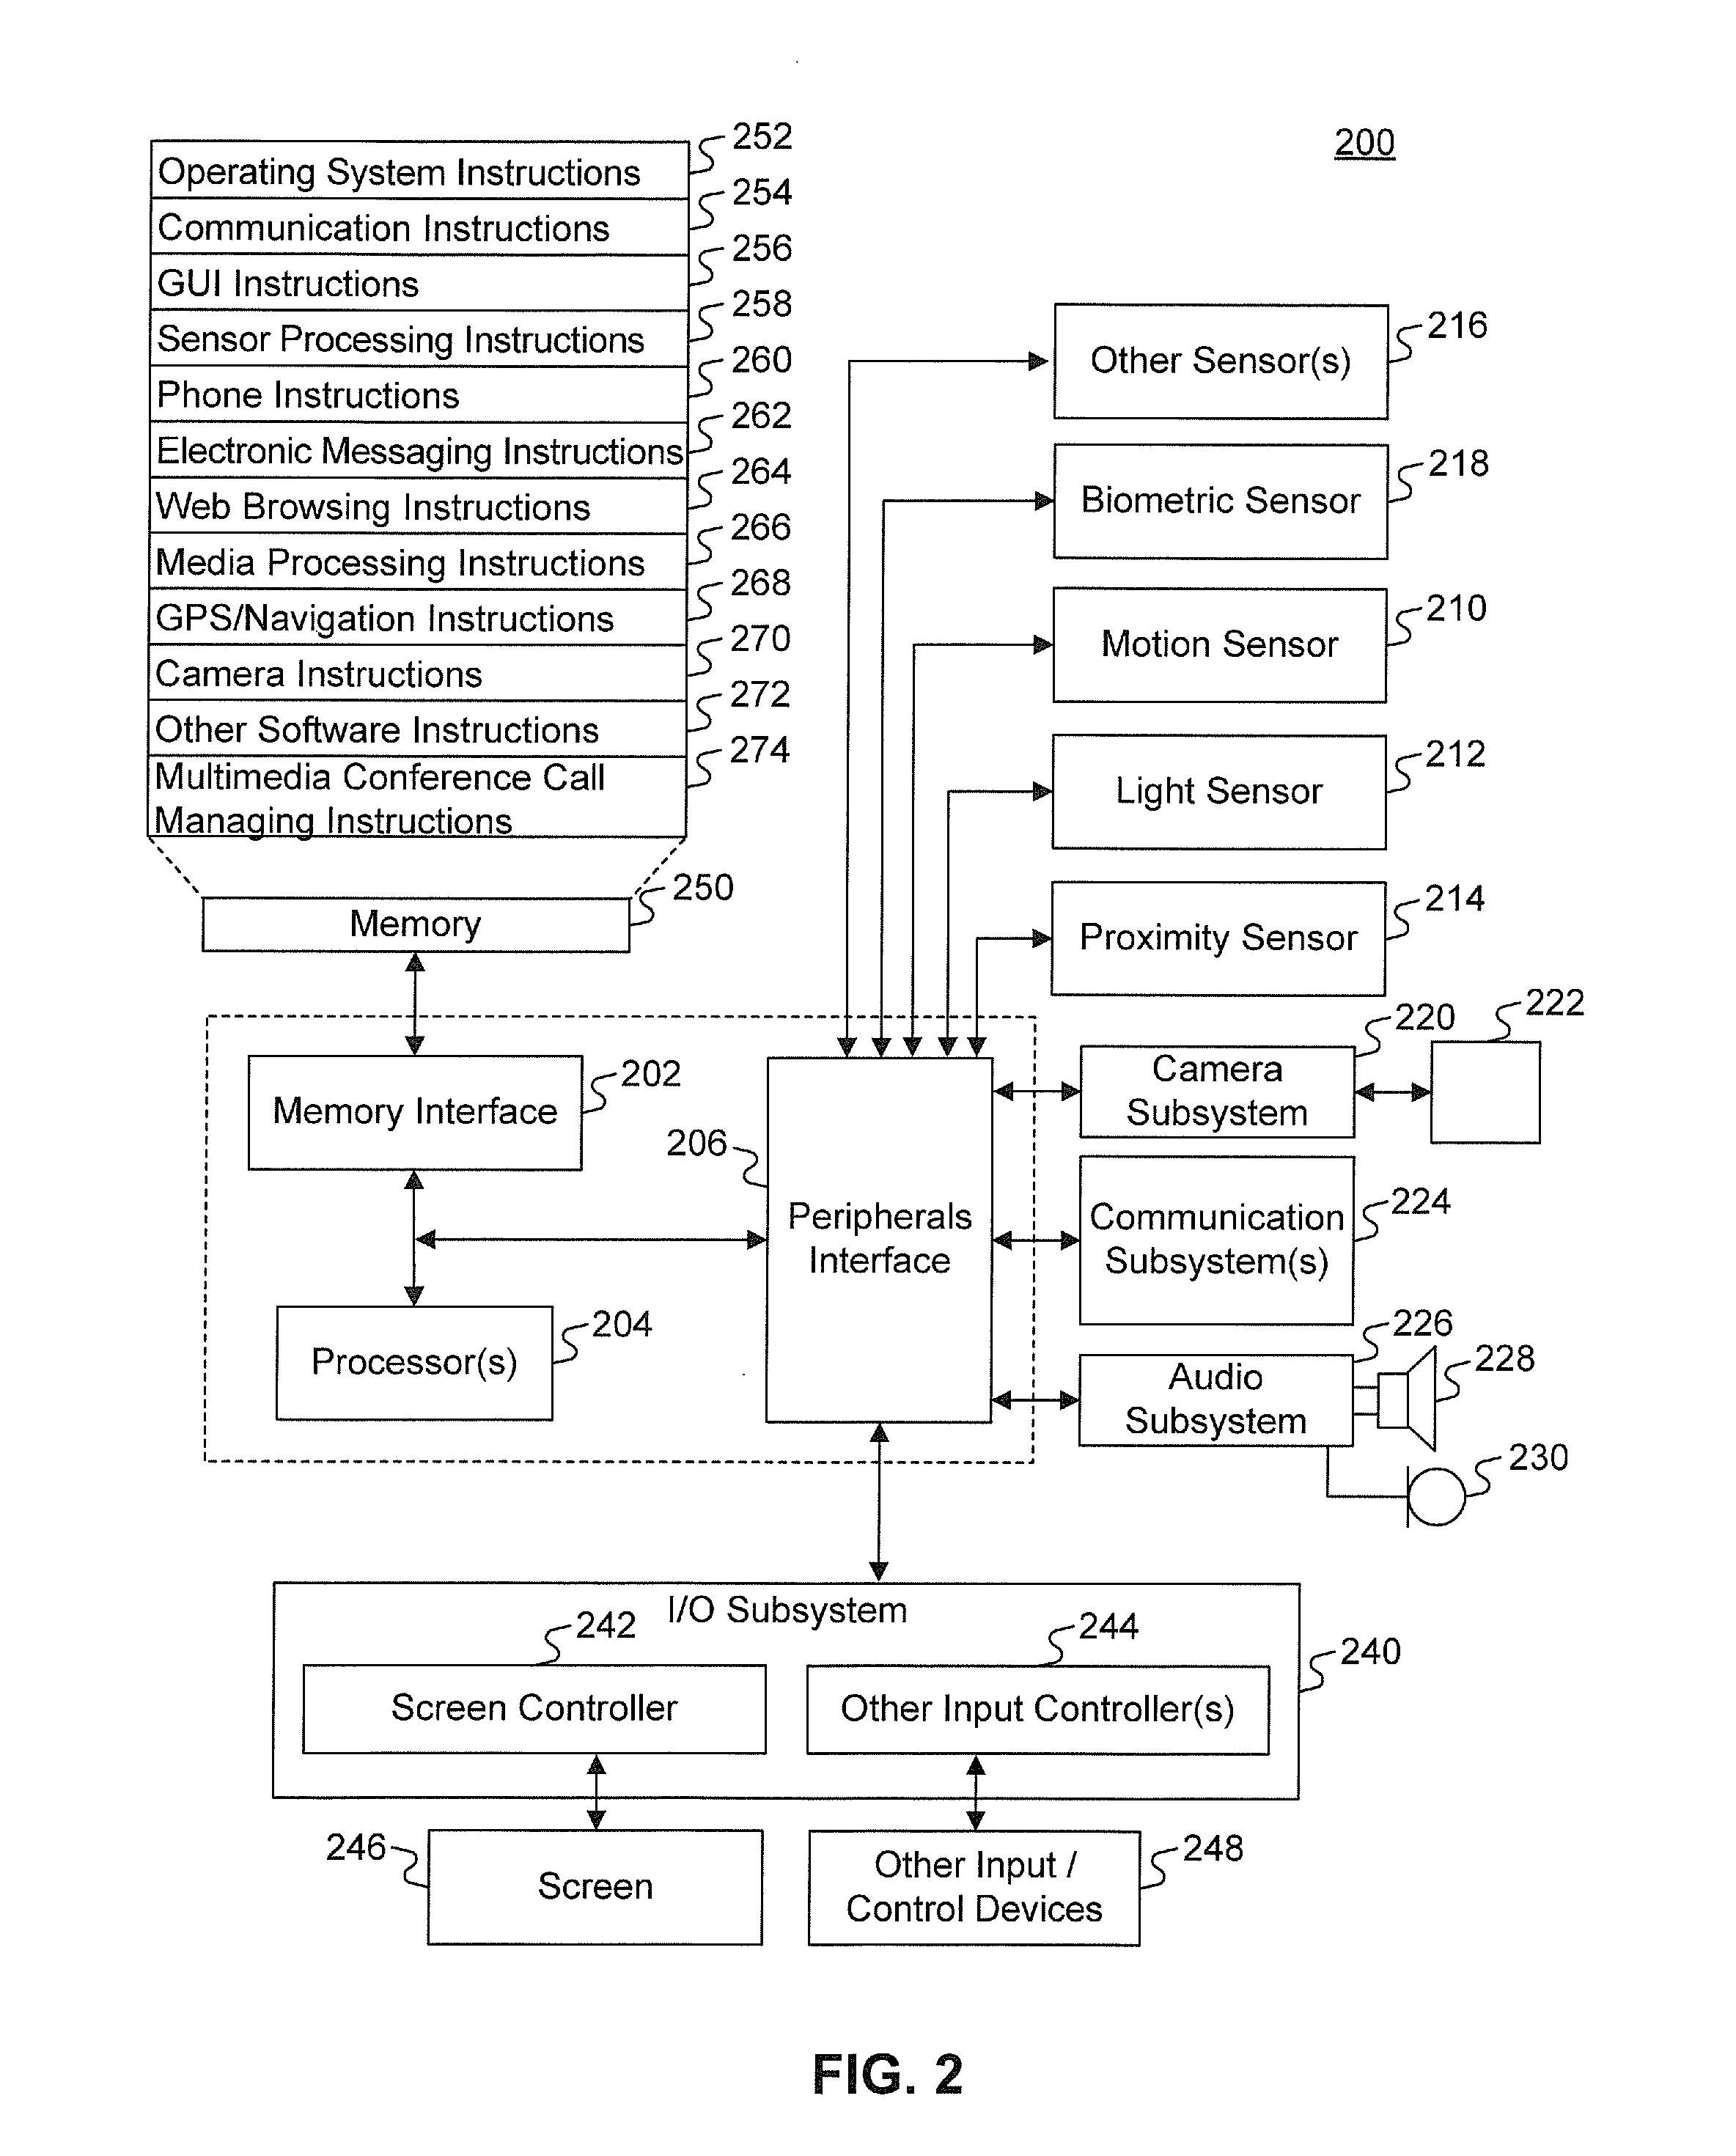 200
Operating System Instructions 252
Communication Instructions 254
GUI Instructions 256
Sensor Processing Instructions 258
Phone Instructions 260
Electronic Messaging Instructions 262
Web Browsing Instructions 264
Media Processing Instructions 266
GPS/Navigation Instructions 268
Camera Instructions 270
Other Software Instructions 272
Multimedia Conference Call 274
Managing Instructions
Memory 250
Other Sensor(s) 216
Biometric Sensor 218
Motion Sensor 210
Light Sensor 212
Proximity Sensor 214
Memory Interface 202
Processor(s) 204
206
Peripherals
Interface
Camera 220
Subsystem
222
Communication 224
Subsystem(s)
Audio 226
Subsystem
228
230
I/O Subsystem
240
242
Screen Controller
244
Other Input Controller(s)
246
Screen
Other Input / 248
Control Devices
FIG. 2